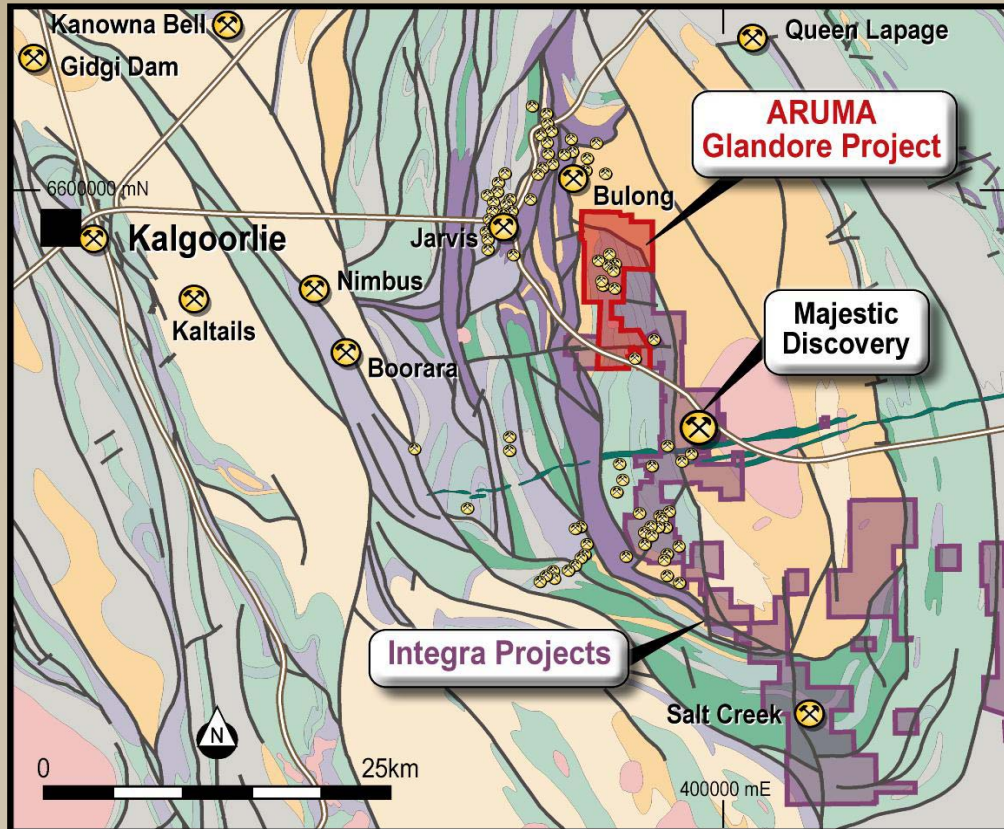 Kanowna Bell
Gidgi Dam
Queen Lapage
ARUMA
Glandore Project
6600000 mN
Bulong
Kalgoorlie
Jarvis
Nimbus
Kaltails
Majestic
Discovery
Boorara
Integra Projects
Salt Creek
N
0 25km
400000 mE